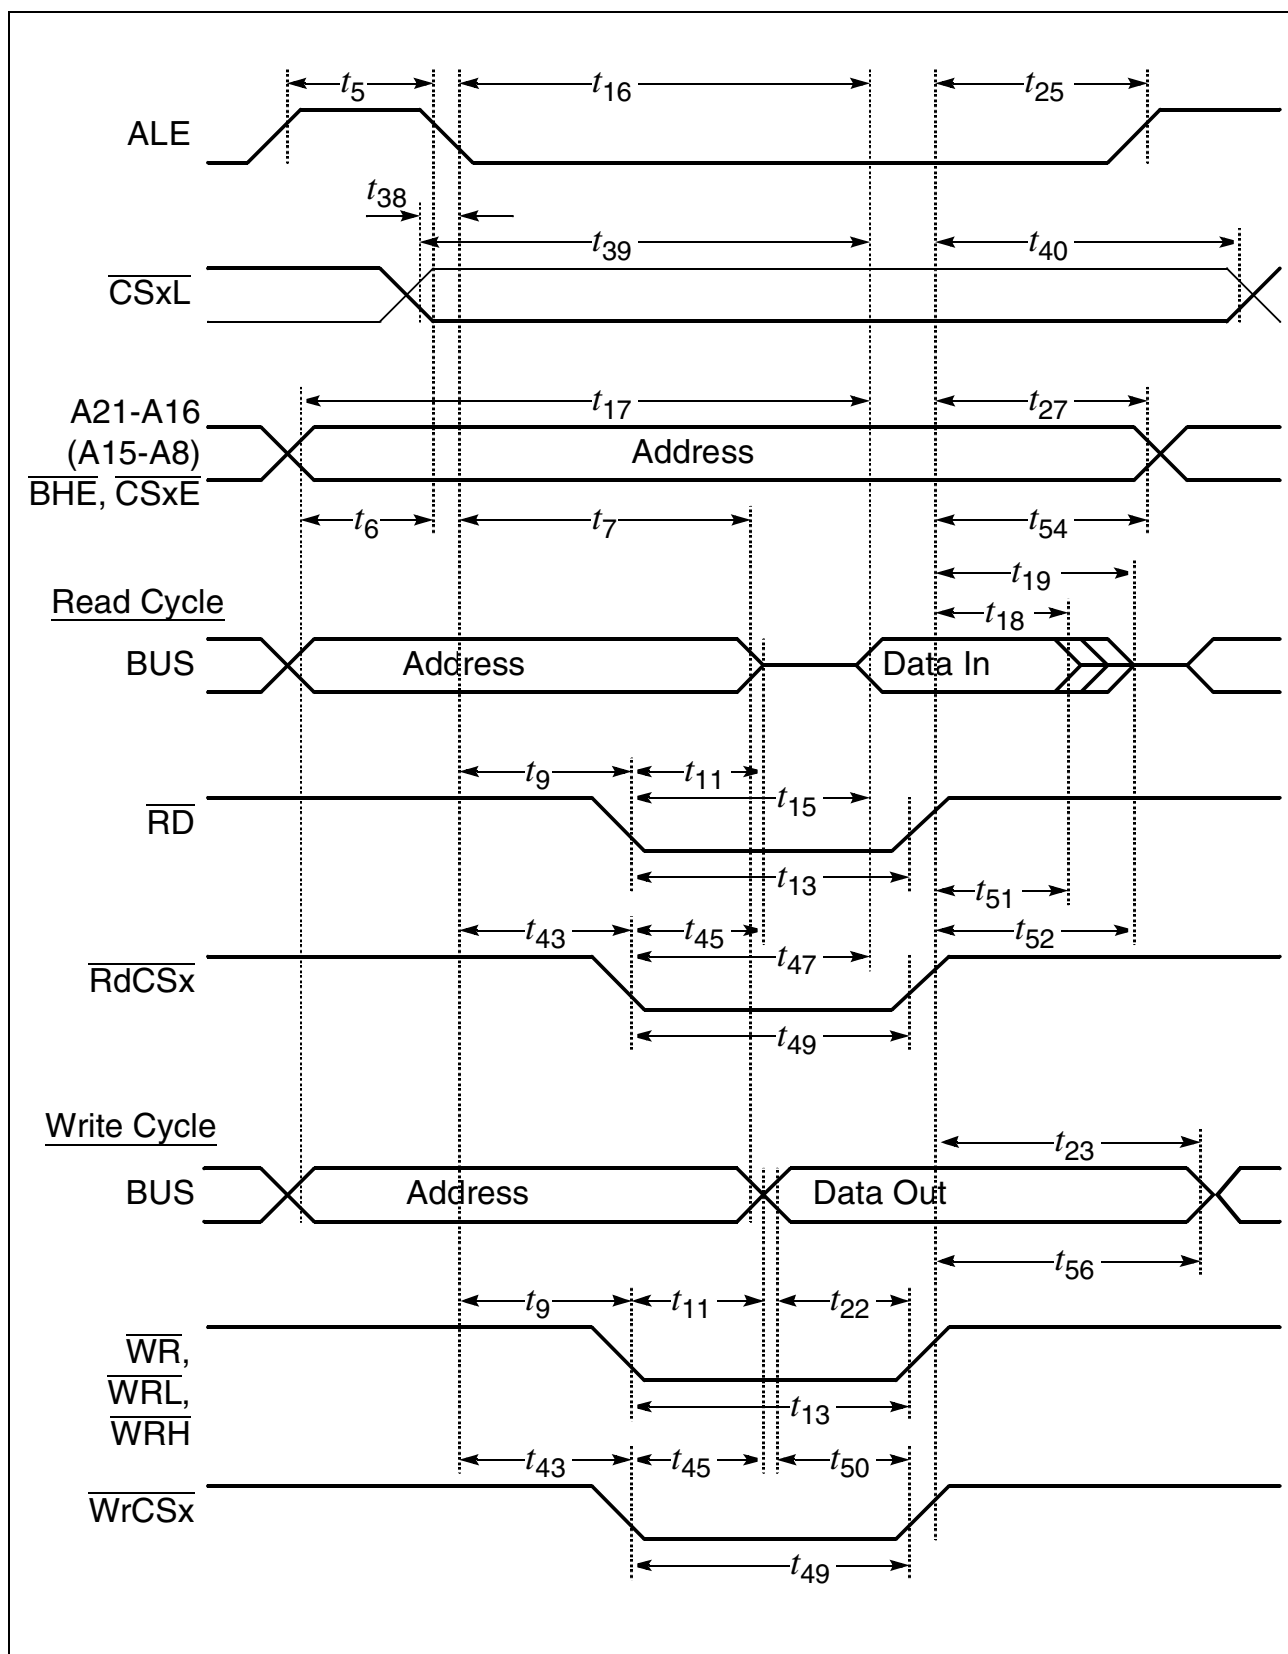 t5 t16 t25
ALE
t38
t39 t40
CSxL
A21-A16
t17 t27
(A15-A8)
Address
BHE, CSxE
t6 t7 t54
t19
Read Cycle
t18
BUS Address Data In
t9 t11
t15
RD
t13 t51
t43 t45 t52
t47
RdCSx
t49
Write Cycle
t23
BUS Address Data Out
t56
t9 t11 t22
WR,
WRL,
t13
WRH
t43 t45 t50
WrCSx
t49